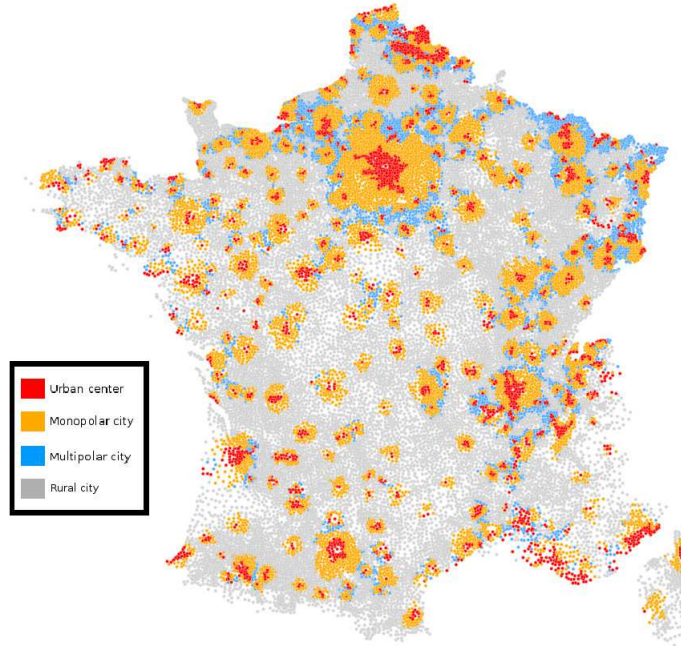 Urban center
Monopolar city
Multipolar city
Rural city